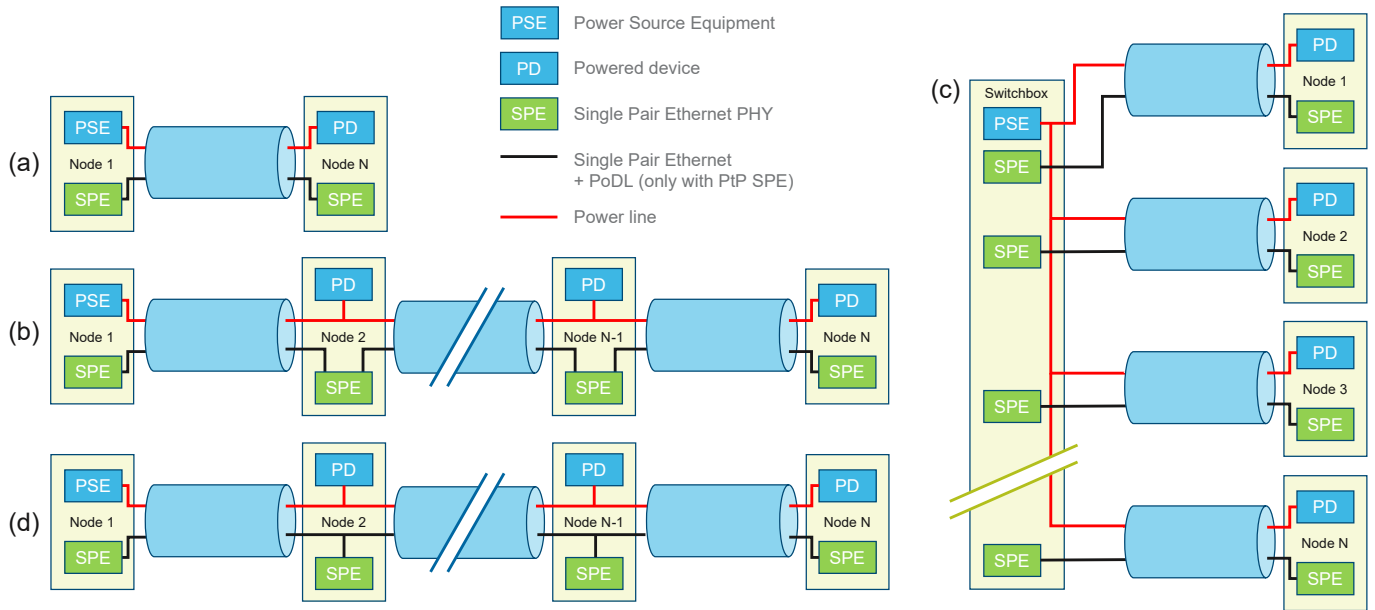 PSE Power Source Equipment
PD Powered device
SPE Single Pair Ethernet PHY
Single Pair Ethernet
+ PoDL (only with PtP SPE)
Power line
(a)
PSE
Node 1
SPE
PD
Node N
SPE
(b)
PSE
Node 1
SPE
PD
Node 2
SPE
PD
Node N-1
SPE
PD
Node N
SPE
(d)
PSE
Node 1
SPE
PD
Node 2
SPE
PD
Node N-1
SPE
PD
Node N
SPE
(c)
Switchbox
PSE
SPE
SPE
SPE
SPE
PD
Node 1
SPE
PD
Node 2
SPE
PD
Node 3
SPE
PD
Node N
SPE